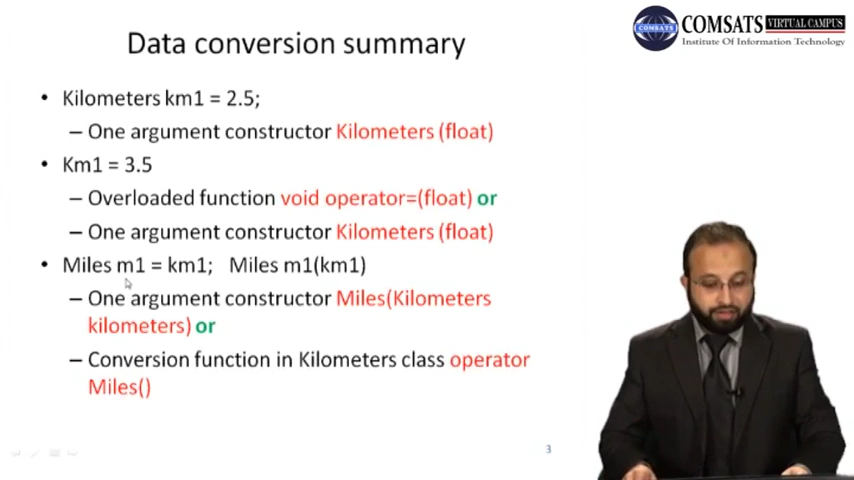 Data conversion summary
COMSATS VIRTUAL CAMPUS
Institute Of Information Technology
COMSATS
• Kilometers km1 = 2.5;
– One argument constructor Kilometers (float)
• Km1 = 3.5
– Overloaded function void operator=(float) or
– One argument constructor Kilometers (float)
• Miles m1 = km1; Miles m1(km1)
– One argument constructor Miles(Kilometers
kilometers) or
– Conversion function in Kilometers class operator
Miles()
3